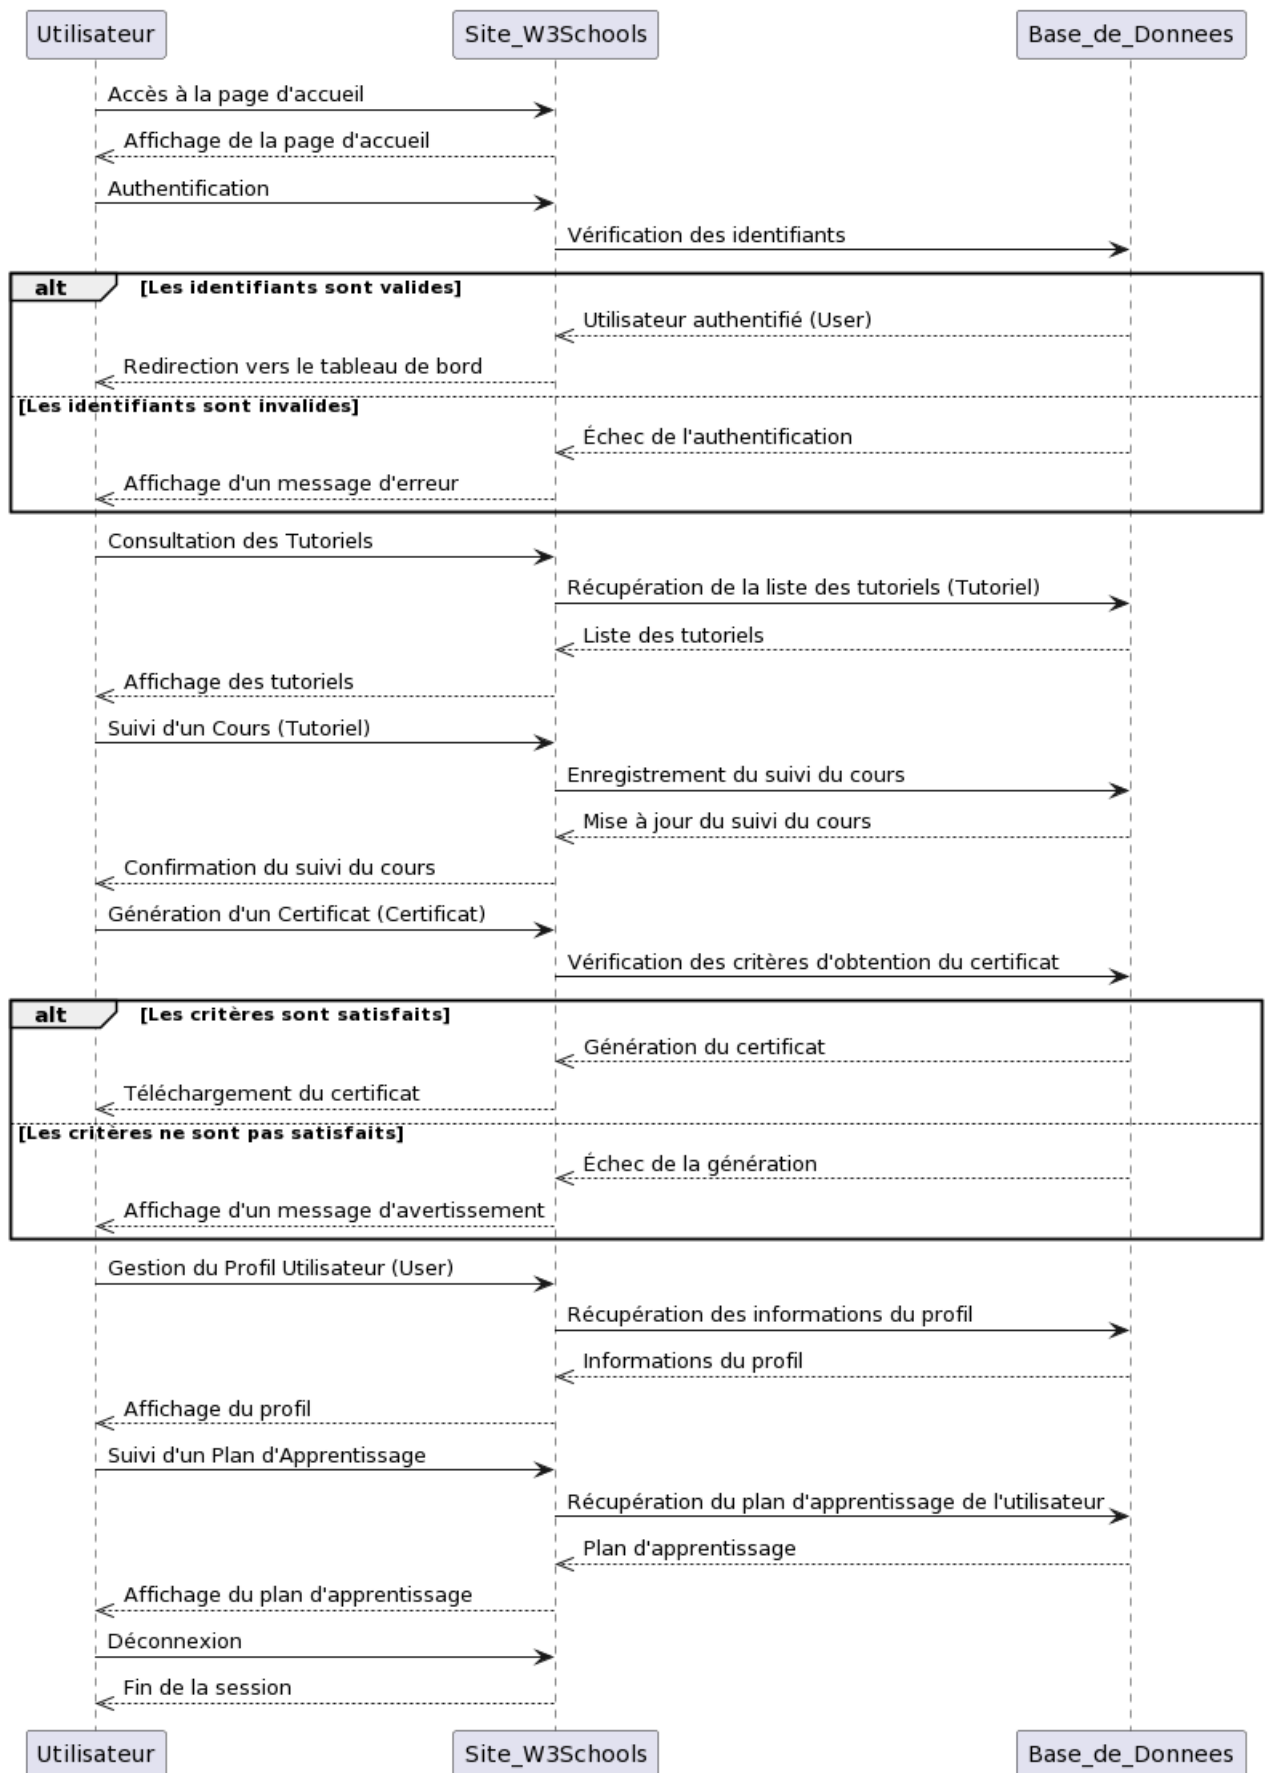 Utilisateur Site_W3Schools Base_de_Donnees
Accès à la page d'accueil
Affichage de la page d'accueil
Authentification
Vérification des identifiants
alt [Les identifiants sont valides]
Utilisateur authentifié (User)
Redirection vers le tableau de bord
[Les identifiants sont invalides]
Échec de l'authentification
Affichage d'un message d'erreur
Consultation des Tutoriels
Récupération de la liste des tutoriels (Tutoriel)
Liste des tutoriels
Affichage des tutoriels
Suivi d'un Cours (Tutoriel)
Enregistrement du suivi du cours
Mise à jour du suivi du cours
Confirmation du suivi du cours
Génération d'un Certificat (Certificat)
Vérification des critères d'obtention du certificat
alt [Les critères sont satisfaits]
Génération du certificat
Téléchargement du certificat
[Les critères ne sont pas satisfaits]
Échec de la génération
Affichage d'un message d'avertissement
Gestion du Profil Utilisateur (User)
Récupération des informations du profil
Informations du profil
Affichage du profil
Suivi d'un Plan d'Apprentissage
Récupération du plan d'apprentissage de l'utilisateur
Plan d'apprentissage
Affichage du plan d'apprentissage
Déconnexion
Fin de la session
Utilisateur Site_W3Schools Base_de_Donnees